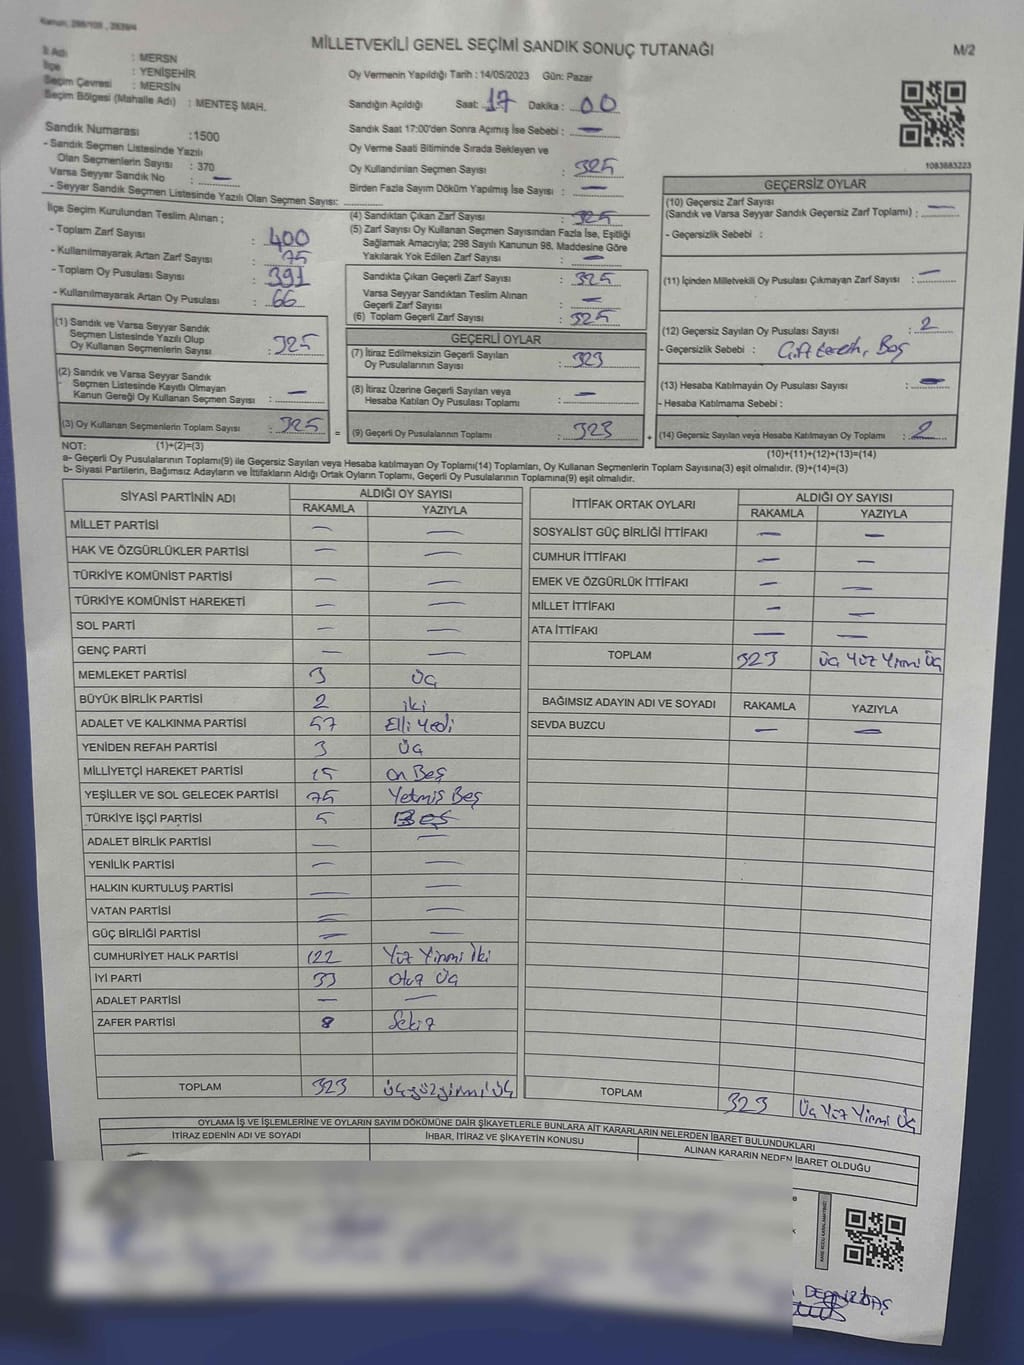 Kanun, 298/105 , 2839/4
MİLLETVEKİLİ GENEL SEÇİMİ SANDIK SONUÇ TUTANAĞI
M/2
İl Adı : MERSN
İlçe : YENİŞEHİR
Seçim Çevresi : MERSİN
Seçim Bölgesi (Mahalle Adı) : MENTEŞ MAH.
Oy Vermenin Yapıldığı Tarih : 14/05/2023 Gün: Pazar
Sandığın Açıldığı Saat: 17 Dakika : 00
Sandık Saat 17:00'den Sonra Açımış İse Sebebi : —
Oy Verme Saati Bitiminde Sırada Bekleyen ve
Oy Kullandırılan Seçmen Sayısı : 325
Birden Fazla Sayım Döküm Yapılmış İse Sayısı : —
1083883223
Sandık Numarası :1500
- Sandık Seçmen Listesinde Yazılı
Olan Seçmenlerin Sayısı : 370
Varsa Seyyar Sandık No : —
- Seyyar Sandık Seçmen Listesinde Yazılı Olan Seçmen Sayısı:
İlçe Seçim Kurulundan Teslim Alınan ;
- Toplam Zarf Sayısı : 400
- Kullanılmayarak Artan Zarf Sayısı : 75
- Toplam Oy Pusulası Sayısı : 391
- Kullanılmayarak Artan Oy Pusulası : 66
(4) Sandıktan Çıkan Zarf Sayısı : 325
(5) Zarf Sayısı Oy Kullanan Seçmen Sayısından Fazla İse, Eşitliği
Sağlamak Amacıyla; 298 Sayılı Kanunun 98. Maddesine Göre
Yakılarak Yok Edilen Zarf Sayısı : —
Sandıkta Çıkan Geçerli Zarf Sayısı : 325
Varsa Seyyar Sandıktan Teslim Alınan
Geçerli Zarf Sayısı : —
(6) Toplam Geçerli Zarf Sayısı : 325
GEÇERSİZ OYLAR
(10) Geçersiz Zarf Sayısı
(Sandık ve Varsa Seyyar Sandık Geçersiz Zarf Toplamı) : —
- Geçersizlik Sebebi :
(11) İçinden Milletvekili Oy Pusulası Çıkmayan Zarf Sayısı : —
(12) Geçersiz Sayılan Oy Pusulası Sayısı : 2
- Geçersizlik Sebebi : Çift tercih, Boş
(13) Hesaba Katılmayan Oy Pusulası Sayısı : —
- Hesaba Katılmama Sebebi :
(14) Geçersiz Sayılan veya Hesaba Katılmayan Oy Toplamı : 2
(10)+(11)+(12)+(13)=(14)
(1) Sandık ve Varsa Seyyar Sandık
Seçmen Listesinde Yazılı Olup
Oy Kullanan Seçmenlerin Sayısı : 325
(2) Sandık ve Varsa Seyyar Sandık
Seçmen Listesinde Kayıtlı Olmayan
Kanun Gereği Oy Kullanan Seçmen Sayısı : —
(3) Oy Kullanan Seçmenlerin Toplam Sayısı : 325
GEÇERLİ OYLAR
(7) İtiraz Edilmeksizin Geçerli Sayılan
Oy Pusulalarının Sayısı : 323
(8) İtiraz Üzerine Geçerli Sayılan veya
Hesaba Katılan Oy Pusulası Toplamı : —
= (9) Geçerli Oy Pusulalarının Toplamı : 323 +
NOT: (1)+(2)=(3)
a- Geçerli Oy Pusulalarının Toplamı(9) ile Geçersiz Sayılan veya Hesaba katılmayan Oy Toplamı(14) Toplamları, Oy Kullanan Seçmenlerin Toplam Sayısına(3) eşit olmalıdır. (9)+(14)=(3)
b- Siyasi Partilerin, Bağımsız Adayların ve İttifakların Aldığı Ortak Oyların Toplamı, Geçerli Oy Pusulalarının Toplamına(9) eşit olmalıdır.
SİYASİ PARTİNİN ADI ALDIĞI OY SAYISI
RAKAMLA YAZIYLA
MİLLET PARTİSİ — —
HAK VE ÖZGÜRLÜKLER PARTİSİ — —
TÜRKİYE KOMÜNİST PARTİSİ — —
TÜRKİYE KOMÜNİST HAREKETİ — —
SOL PARTİ — —
GENÇ PARTİ — —
MEMLEKET PARTİSİ 3 üç
BÜYÜK BİRLİK PARTİSİ 2 iki
ADALET VE KALKINMA PARTİSİ 57 Elli Yedi
YENİDEN REFAH PARTİSİ 3 Üç
MİLLİYETÇİ HAREKET PARTİSİ 15 on Beş
YEŞİLLER VE SOL GELECEK PARTİSİ 75 Yetmiş Beş
TÜRKİYE İŞÇİ PARTİSİ 5 BEŞ
ADALET BİRLİK PARTİSİ — —
YENİLİK PARTİSİ — —
HALKIN KURTULUŞ PARTİSİ — —
VATAN PARTİSİ — —
GÜÇ BİRLİĞİ PARTİSİ — —
CUMHURİYET HALK PARTİSİ 122 Yüz Yirmi İki
İYİ PARTİ 33 Otuz Üç
ADALET PARTİSİ — —
ZAFER PARTİSİ 8 Sekiz
TOPLAM 323 üçyüzyirmi üç
İTTİFAK ORTAK OYLARI ALDIĞI OY SAYISI
RAKAMLA YAZIYLA
SOSYALİST GÜÇ BİRLİĞİ İTTİFAKI — —
CUMHUR İTTİFAKI — —
EMEK VE ÖZGÜRLÜK İTTİFAKI — —
MİLLET İTTİFAKI — —
ATA İTTİFAKI — —
TOPLAM 323 üç Yüz Yirmi Üç
BAĞIMSIZ ADAYIN ADI VE SOYADI RAKAMLA YAZIYLA
SEVDA BUZCU — —
TOPLAM 323 Üç Yüz Yirmi Üç
OYLAMA İŞ VE İŞLEMLERİNE VE OYLARIN SAYIM DÖKÜMÜNE DAİR ŞİKAYETLERLE BUNLARA AİT KARARLARIN NELERDEN İBARET BULUNDUKLARI
İTİRAZ EDENİN ADI VE SOYADI İHBAR, İTİRAZ VE ŞİKAYETİN KONUSU ALINAN KARARIN NEDEN İBARET OLDUĞU
—